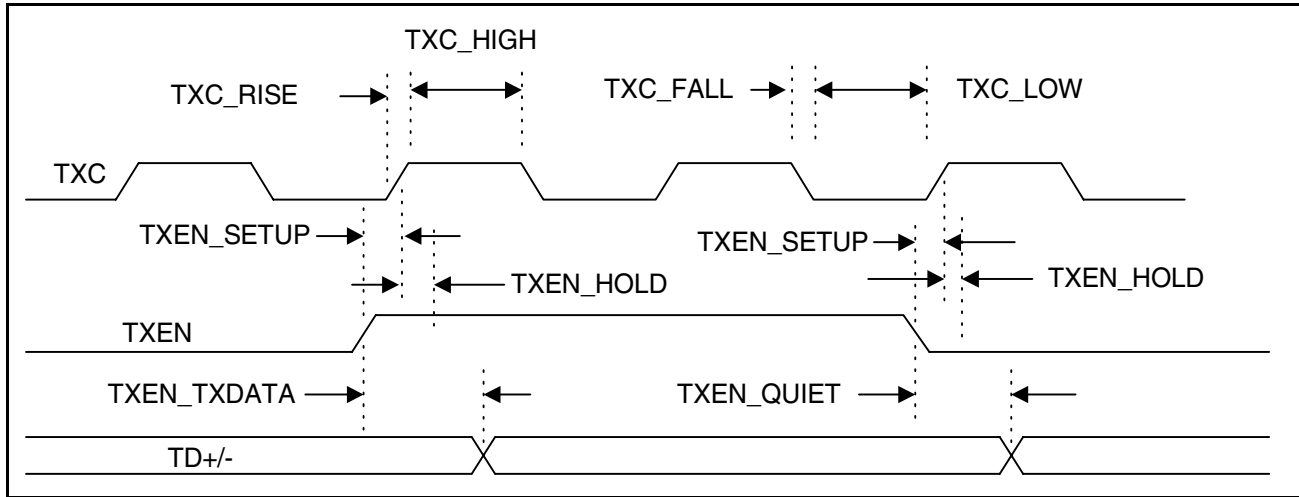 TXC_HIGH
TXC_RISE
TXC_FALL
TXC_LOW
TXC
TXEN_SETUP
TXEN_SETUP
TXEN_HOLD
TXEN_HOLD
TXEN
TXEN_TXDATA
TXEN_QUIET
TD+/-